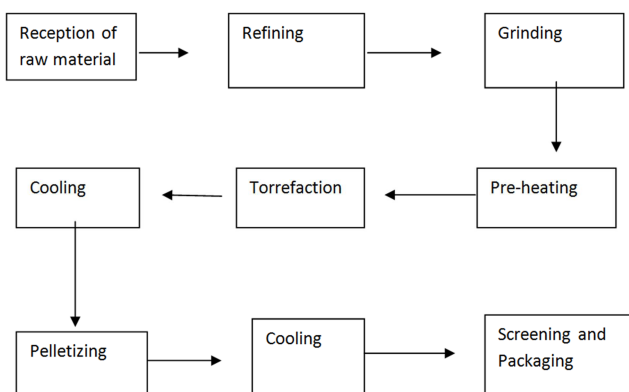 Reception of
raw material
Refining
Grinding
Pre-heating
Torrefaction
Cooling
Pelletizing
Cooling
Screening and
Packaging